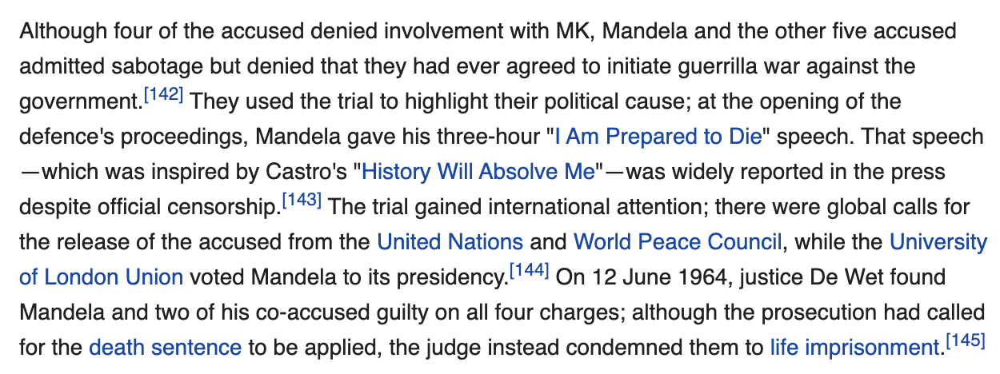 Although four of the accused denied involvement with MK, Mandela and the other five accused
admitted sabotage but denied that they had ever agreed to initiate guerrilla war against the
government.[142] They used the trial to highlight their political cause; at the opening of the
defence's proceedings, Mandela gave his three-hour "I Am Prepared to Die" speech. That speech
—which was inspired by Castro's "History Will Absolve Me"—was widely reported in the press
despite official censorship.[143] The trial gained international attention; there were global calls for
the release of the accused from the United Nations and World Peace Council, while the University
of London Union voted Mandela to its presidency.[144] On 12 June 1964, justice De Wet found
Mandela and two of his co-accused guilty on all four charges; although the prosecution had called
for the death sentence to be applied, the judge instead condemned them to life imprisonment.[145]